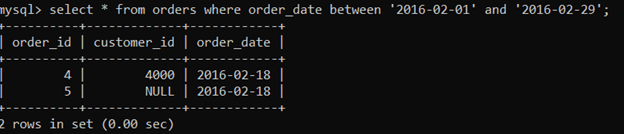 mysql> select * from orders where order_date between '2016-02-01' and '2016-02-29';
+----------+-------------+------------+
| order_id | customer_id | order_date |
+----------+-------------+------------+
|        4 |        4000 | 2016-02-18 |
|        5 |        NULL | 2016-02-18 |
+----------+-------------+------------+
2 rows in set (0.00 sec)